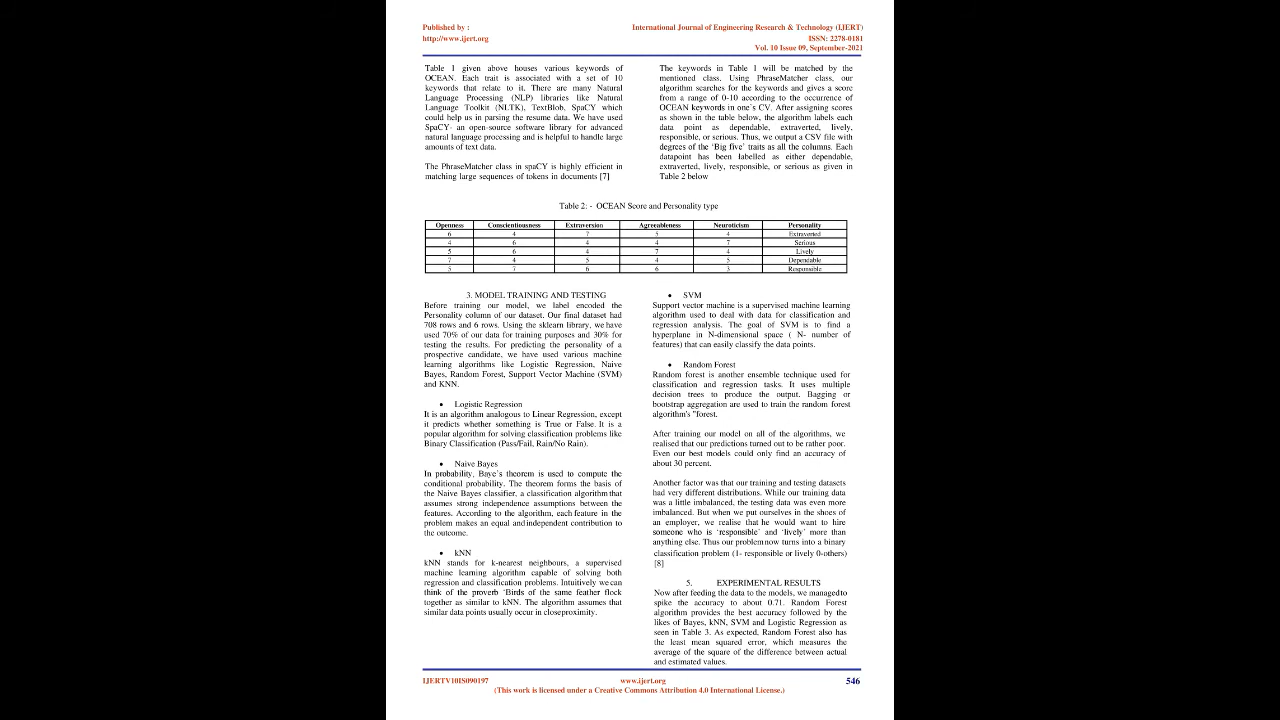 Published by :
http://www.ijert.org
International Journal of Engineering Research & Technology (IJERT)
ISSN: 2278-0181
Vol. 10 Issue 09, September-2021
Table 1 given above houses various keywords of
OCEAN. Each trait is associated with a set of 10
keywords that relate to it. There are many Natural
Language Processing (NLP) libraries like Natural
Language Toolkit (NLTK), TextBlob, SpaCY which
could help us in parsing the resume data. We have used
SpaCY- an open-source software library for advanced
natural language processing and is helpful to handle large
amounts of text data.
The PhraseMatcher class in spaCY is highly efficient in
matching large sequences of tokens in documents [7]
The keywords in Table 1 will be matched by the
mentioned class. Using PhraseMatcher class, our
algorithm searches for the keywords and gives a score
from a range of 0-10 according to the occurrence of
OCEAN keywords in one's CV. After assigning scores
as shown in the table below, the algorithm labels each
data point as dependable, extraverted, lively,
responsible, or serious. Thus, we output a CSV file with
degrees of the 'Big five' traits as all the columns. Each
datapoint has been labelled as either dependable,
extraverted, lively, responsible, or serious as given in
Table 2 below
Table 2: - OCEAN Score and Personality type
Openness Conscientiousness Extraversion Agreeableness Neuroticism Personality
6 4 7 5 4 Extraverted
4 6 4 4 7 Serious
5 6 4 7 4 Lively
7 4 5 4 5 Dependable
5 7 6 6 3 Responsible
3. MODEL TRAINING AND TESTING
Before training our model, we label encoded the
Personality column of our dataset. Our final dataset had
708 rows and 6 rows. Using the sklearn library, we have
used 70% of our data for training purposes and 30% for
testing the results. For predicting the personality of a
prospective candidate, we have used various machine
learning algorithms like Logistic Regression, Naive
Bayes, Random Forest, Support Vector Machine (SVM)
and KNN.
• Logistic Regression
It is an algorithm analogous to Linear Regression, except
it predicts whether something is True or False. It is a
popular algorithm for solving classification problems like
Binary Classification (Pass/Fail, Rain/No Rain).
• Naive Bayes
In probability, Baye's theorem is used to compute the
conditional probability. The theorem forms the basis of
the Naive Bayes classifier, a classification algorithm that
assumes strong independence assumptions between the
features. According to the algorithm, each feature in the
problem makes an equal and independent contribution to
the outcome.
• kNN
kNN stands for k-nearest neighbours, a supervised
machine learning algorithm capable of solving both
regression and classification problems. Intuitively we can
think of the proverb 'Birds of the same feather flock
together as similar to kNN. The algorithm assumes that
similar data points usually occur in closeproximity.
• SVM
Support vector machine is a supervised machine learning
algorithm used to deal with data for classification and
regression analysis. The goal of SVM is to find a
hyperplane in N-dimensional space ( N- number of
features) that can easily classify the data points.
• Random Forest
Random forest is another ensemble technique used for
classification and regression tasks. It uses multiple
decision trees to produce the output. Bagging or
bootstrap aggregation are used to train the random forest
algorithm's "forest.
After training our model on all of the algorithms, we
realised that our predictions turned out to be rather poor.
Even our best models could only find an accuracy of
about 30 percent.
Another factor was that our training and testing datasets
had very different distributions. While our training data
was a little imbalanced, the testing data was even more
imbalanced. But when we put ourselves in the shoes of
an employer, we realise that he would want to hire
someone who is 'responsible' and 'lively' more than
anything else. Thus our problem now turns into a binary
classification problem (1- responsible or lively 0-others)
[8]
5. EXPERIMENTAL RESULTS
Now after feeding the data to the models, we managed to
spike the accuracy to about 0.71. Random Forest
algorithm provides the best accuracy followed by the
likes of Bayes, kNN, SVM and Logistic Regression as
seen in Table 3. As expected, Random Forest also has
the least mean squared error, which measures the
average of the square of the difference between actual
and estimated values.
IJERTV10IS090197
www.ijert.org
546
(This work is licensed under a Creative Commons Attribution 4.0 International License.)